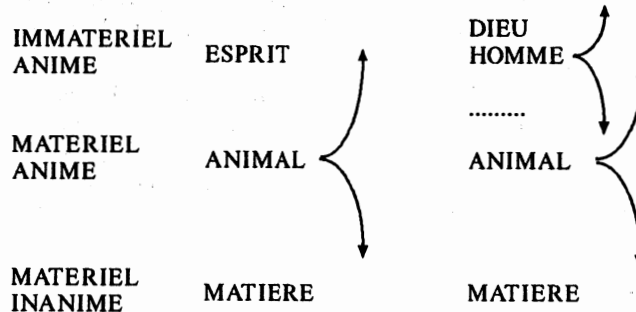 IMMATERIEL
ANIME
ESPRIT
DIEU
HOMME
.........
MATERIEL
ANIME
ANIMAL
ANIMAL
MATERIEL
INANIME
MATIERE
MATIERE